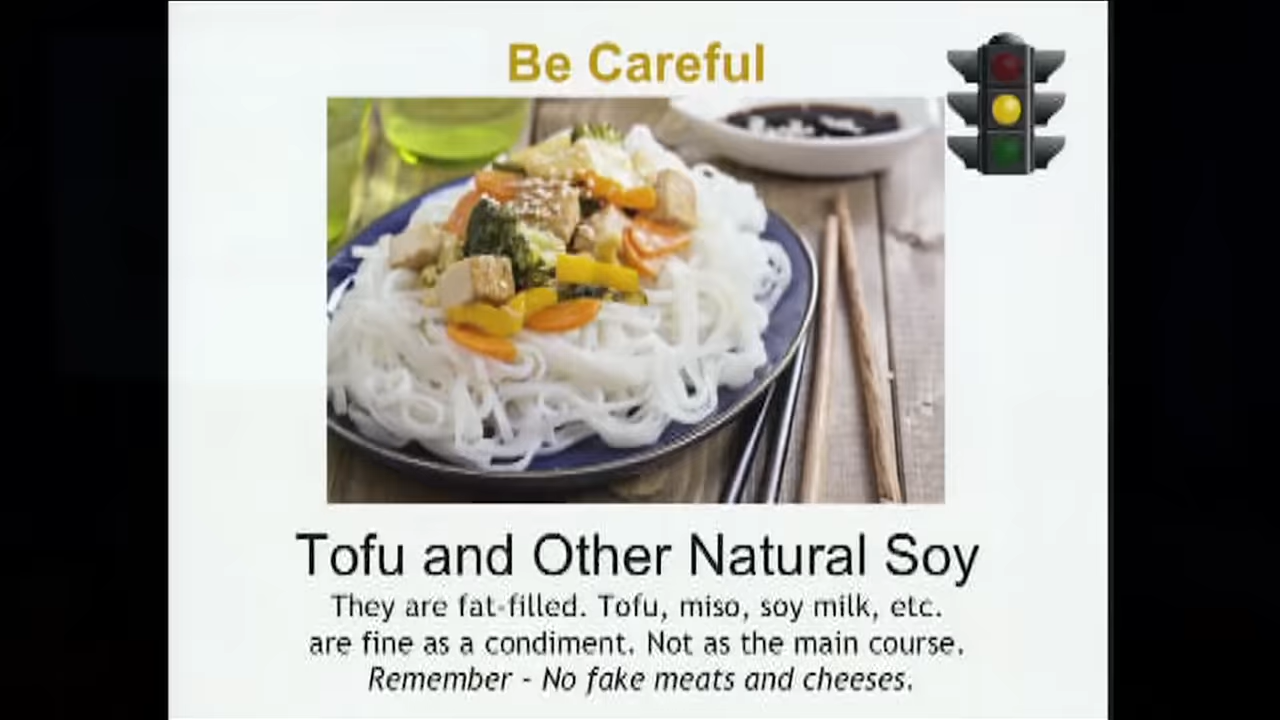 Be Careful
Tofu and Other Natural Soy
They are fat-filled. Tofu, miso, soy milk, etc.
are fine as a condiment. Not as the main course.
Remember - No fake meats and cheeses.